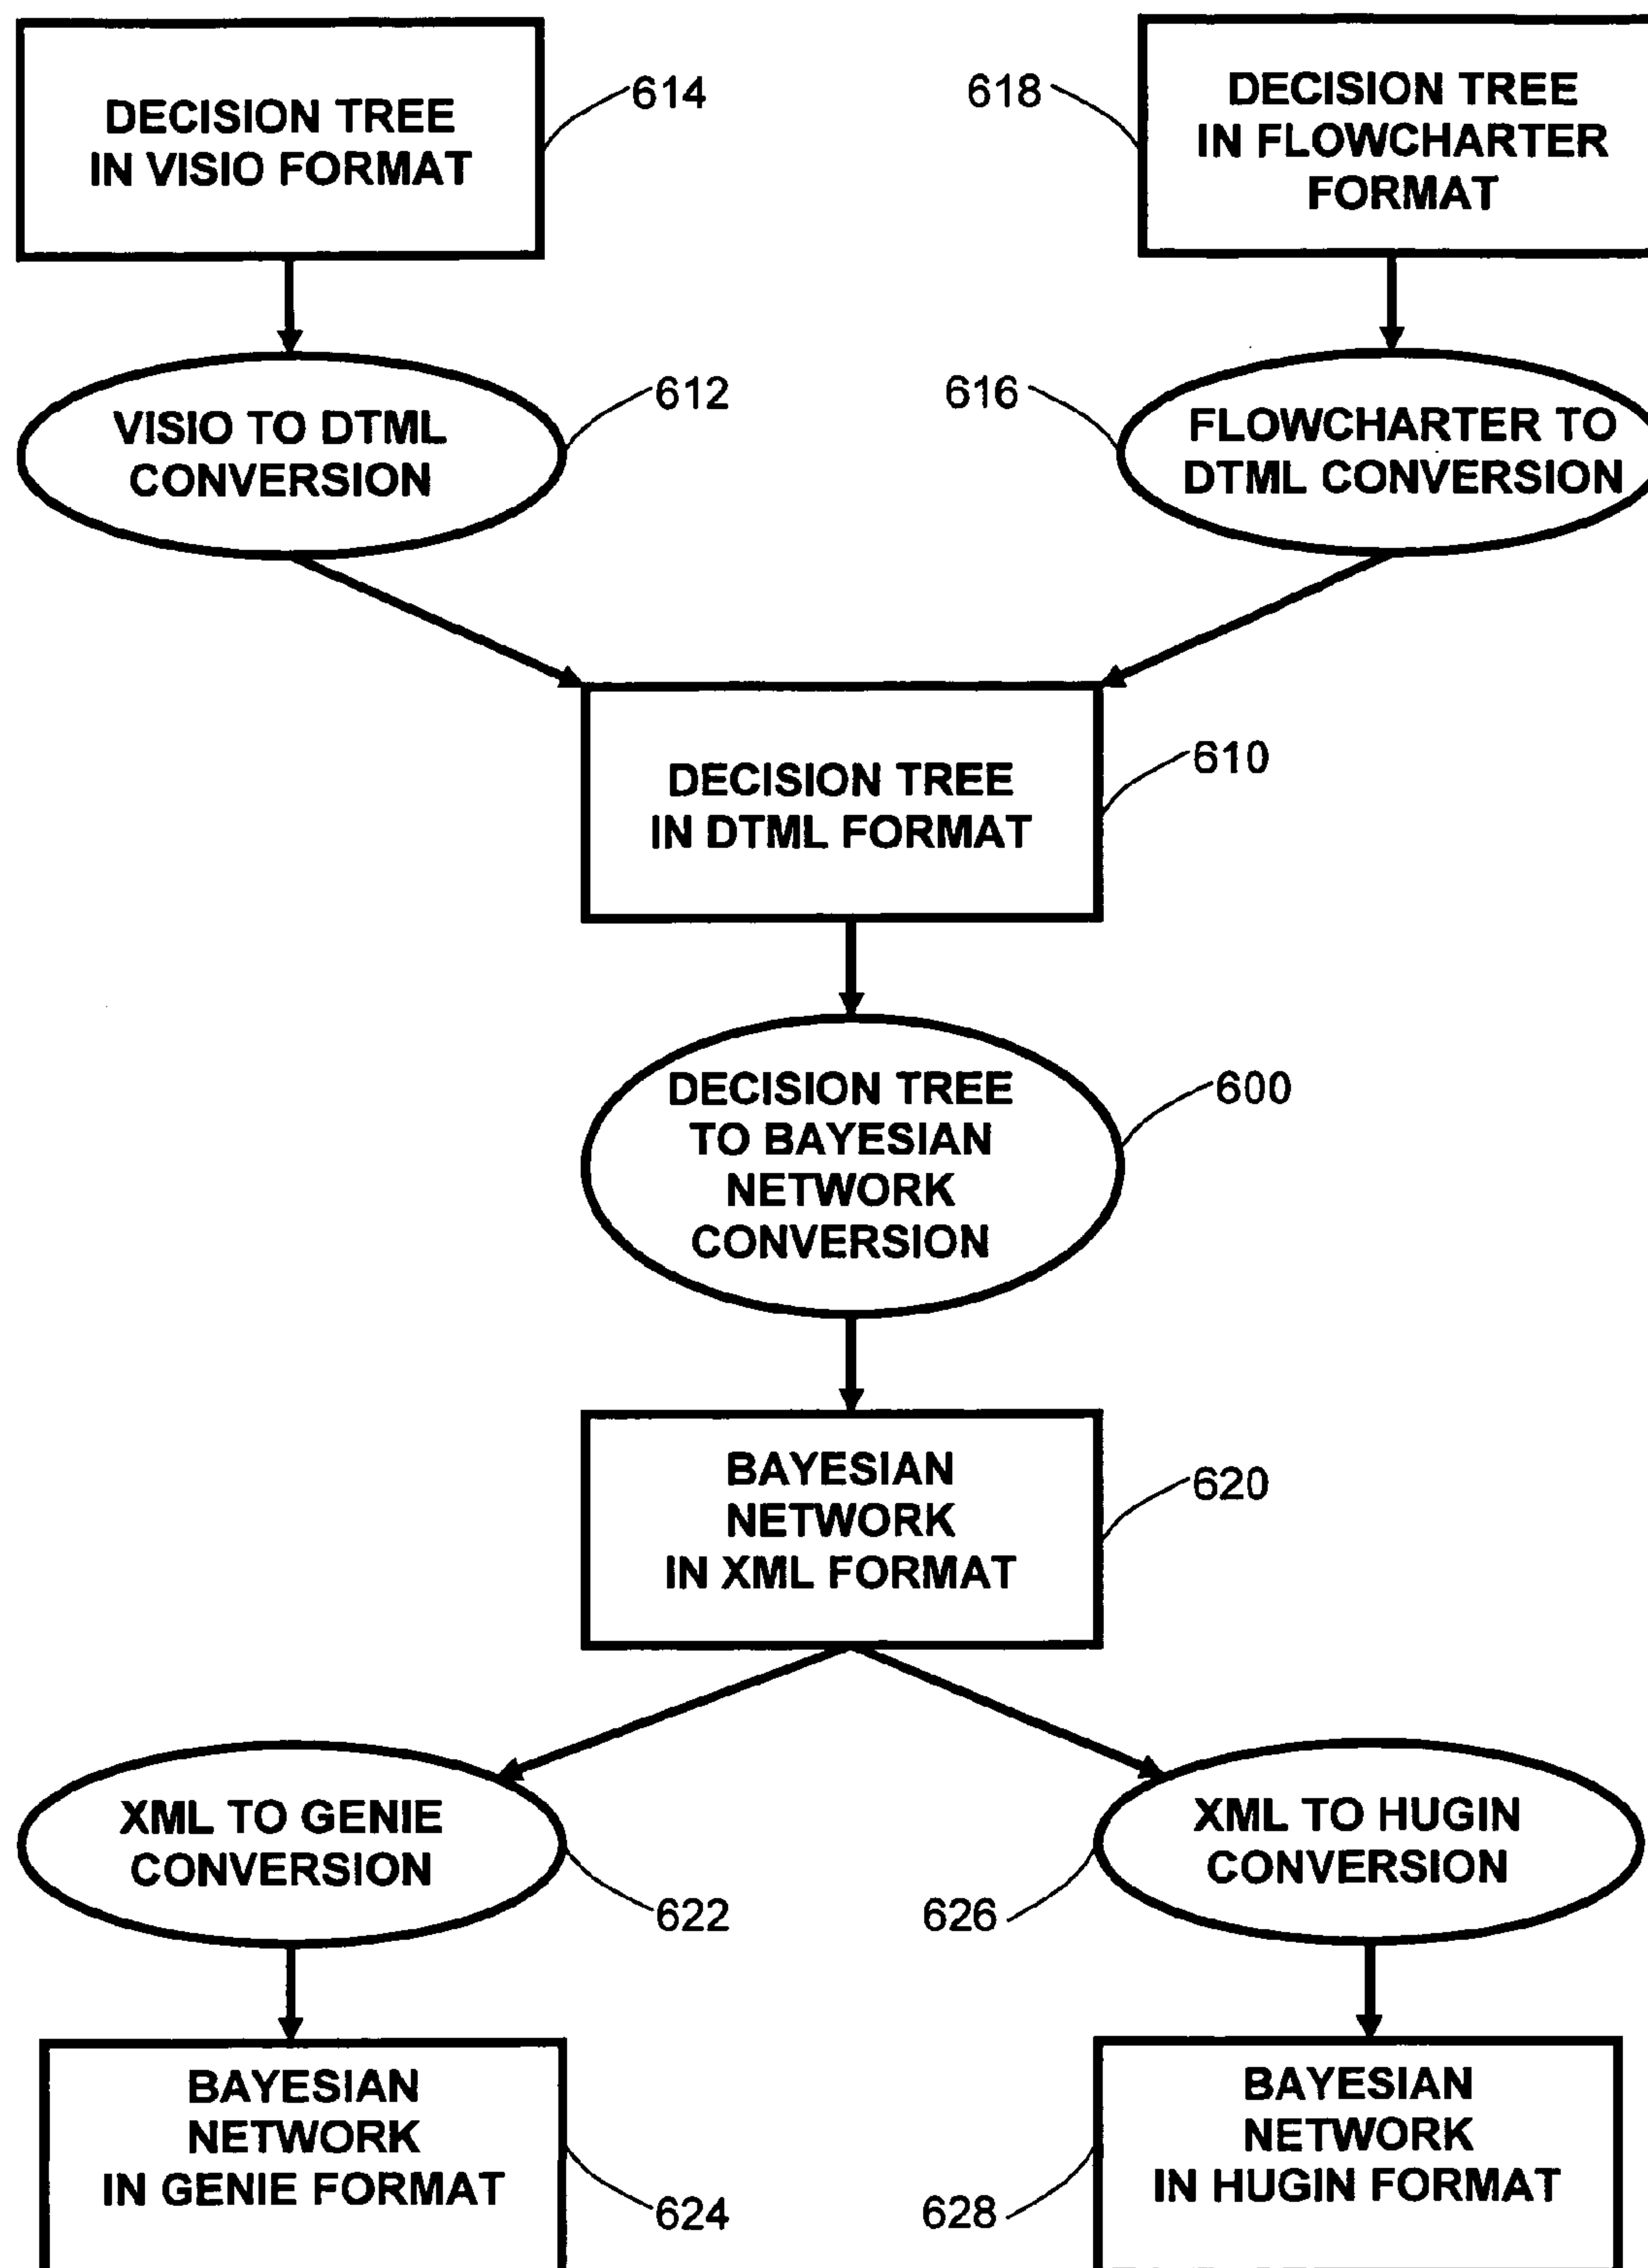 DECISION TREE
IN VISIO FORMAT
614
618
DECISION TREE
IN FLOWCHARTER
FORMAT
VISIO TO DTML
CONVERSION
612
616
FLOWCHARTER TO
DTML CONVERSION
DECISION TREE
IN DTML FORMAT
610
DECISION TREE
TO BAYESIAN
NETWORK
CONVERSION
600
BAYESIAN
NETWORK
IN XML FORMAT
620
XML TO GENIE
CONVERSION
622
626
XML TO HUGIN
CONVERSION
BAYESIAN
NETWORK
IN GENIE FORMAT
624
628
BAYESIAN
NETWORK
IN HUGIN FORMAT